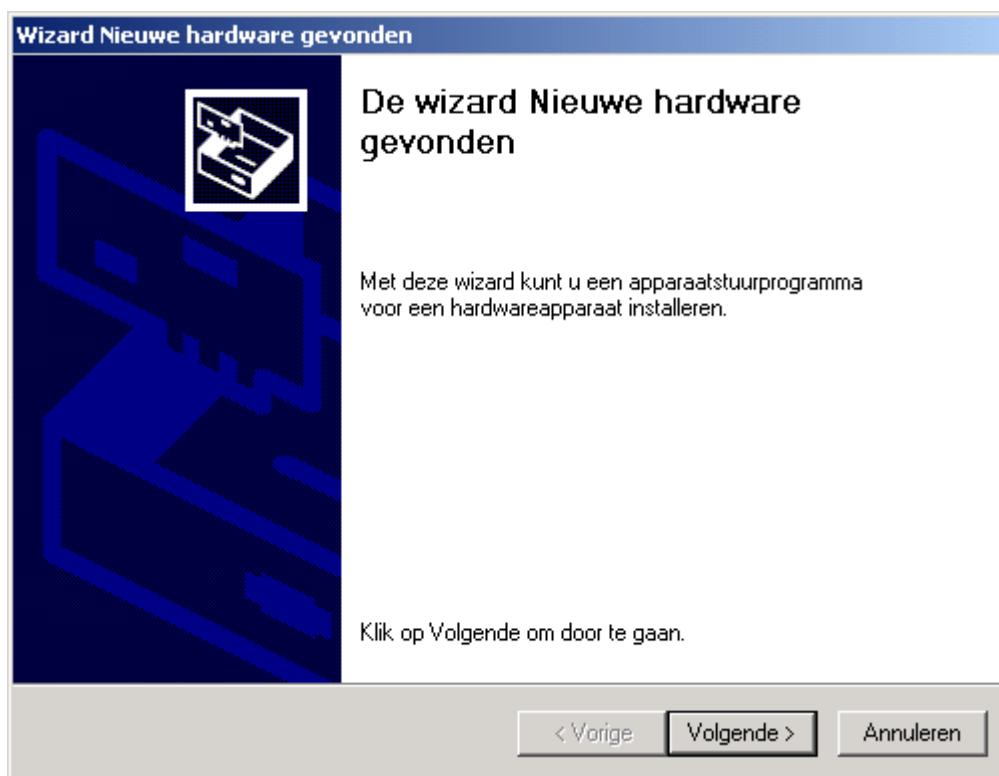 Wizard Nieuwe hardware gevonden
De wizard Nieuwe hardware
gevonden
Met deze wizard kunt u een apparaatstuurprogramma
voor een hardwareapparaat installeren.
Klik op Volgende om door te gaan.
< Vorige
Volgende >
Annuleren